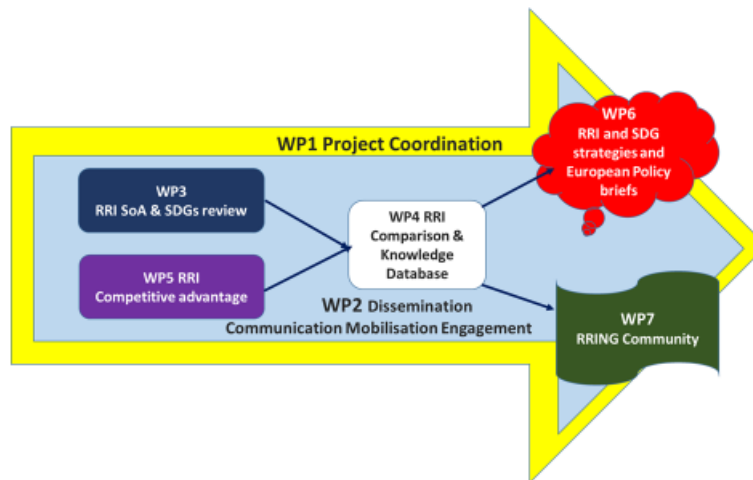 WP1 Project Coordination
WP3
RRI SoA & SDGs review
WP5 RRI
Competitive advantage
WP4 RRI
Comparison &
Knowledge
Database
WP6
RRI and SDG
strategies and
European Policy
briefs
WP2 Dissemination
Communication Mobilisation Engagement
WP7
RRING Community